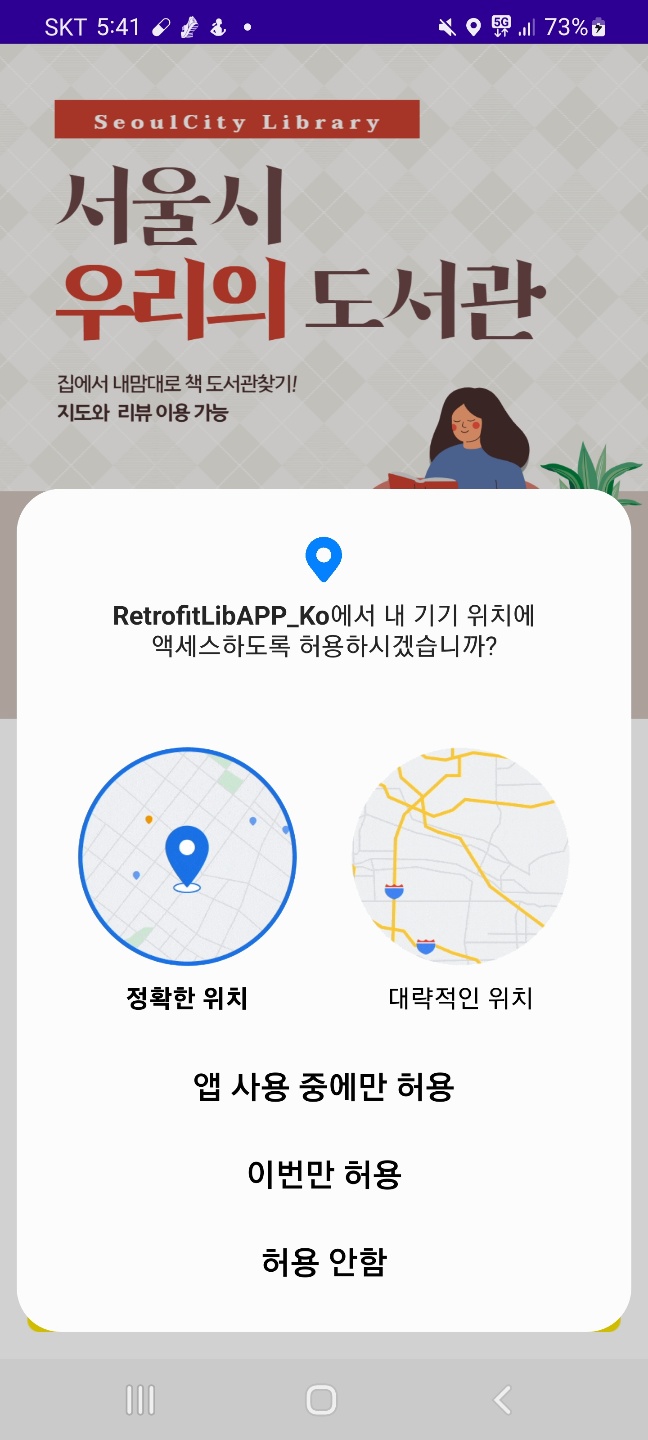 SKT 5:41
5G 73%
SeoulCity Library
서울시
우리의 도서관
집에서 내맘대로 책 도서관찾기!
지도와 리뷰 이용 가능
RetrofitLibAPP_Ko에서 내 기기 위치에
액세스하도록 허용하시겠습니까?
정확한 위치 대략적인 위치
앱 사용 중에만 허용
이번만 허용
허용 안함